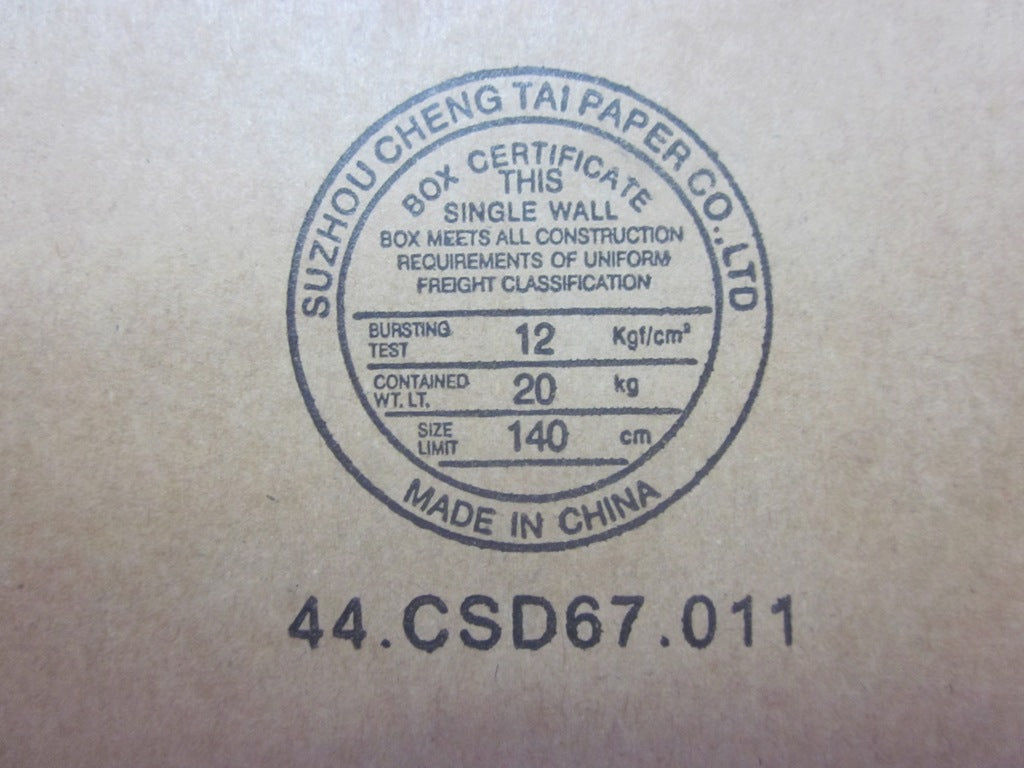 SUZHOU CHENG TAI PAPER CO.,LTD
BOX CERTIFICATE
THIS
SINGLE WALL
BOX MEETS ALL CONSTRUCTION
REQUIREMENTS OF UNIFORM
FREIGHT CLASSIFICATION
BURSTING TEST 12 Kgf/cm²
CONTAINED WT. LT. 20 kg
SIZE LIMIT 140 cm
MADE IN CHINA
44.CSD67.011